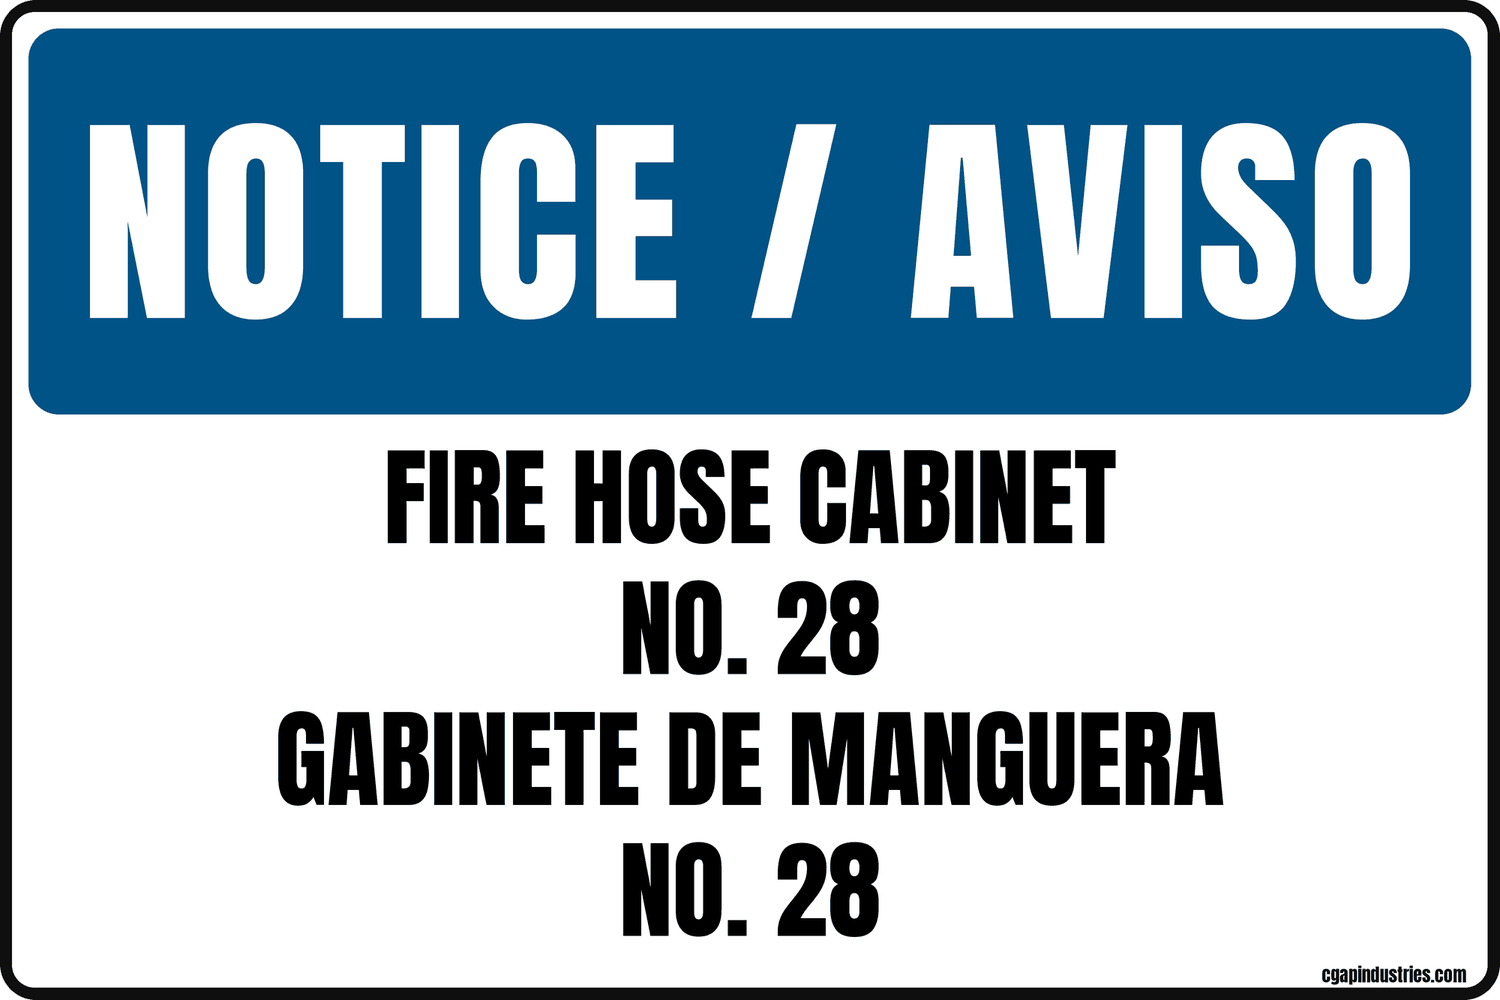 NOTICE / AVISO
FIRE HOSE CABINET
NO. 28
GABINETE DE MANGUERA
NO. 28
cgapindustries.com